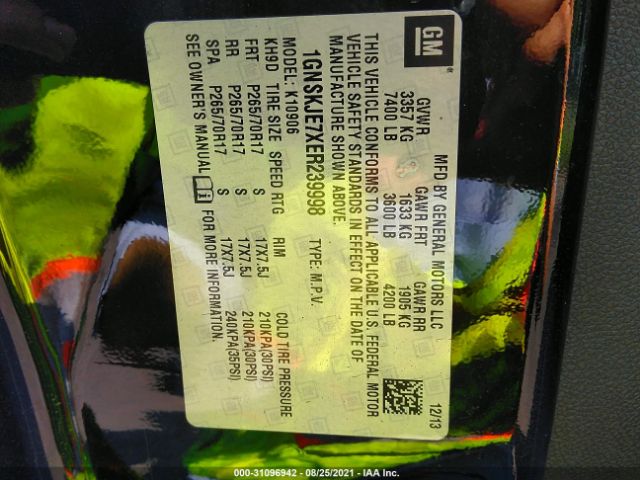 GM
MFD BY GENERAL MOTORS LLC 12/13
GVWR GAWR FRT GAWR RR
3357 KG 1633 KG 1905 KG
7400 LB 3600 LB 4200 LB
THIS VEHICLE CONFORMS TO ALL APPLICABLE U.S. FEDERAL MOTOR
VEHICLE SAFETY STANDARDS IN EFFECT ON THE DATE OF
MANUFACTURE SHOWN ABOVE.
1GNSKJE7XER239998 TYPE: M.P.V.
MODEL: K10906
KH9D TIRE SIZE SPEED RTG RIM COLD TIRE PRESSURE
FRT P265/70R17 S 17X7.5J 210KPA(30PSI)
RR P265/70R17 S 17X7.5J 210KPA(30PSI)
SPA P265/70R17 S 17X7.5J 240KPA(35PSI)
SEE OWNER'S MANUAL FOR MORE INFORMATION.
000-31096942 - 08/25/2021 - IAA Inc.